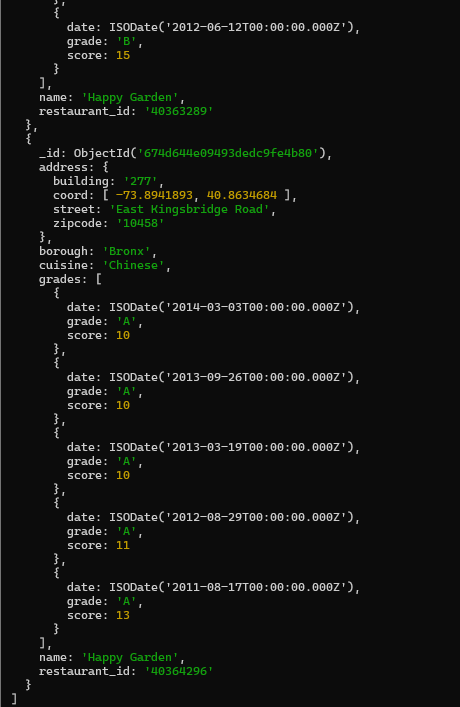 },
{
date: ISODate('2012-06-12T00:00:00.000Z'),
grade: 'B',
score: 15
}
],
name: 'Happy Garden',
restaurant_id: '40363289'
},
{
_id: ObjectId('674d644e09493dedc9fe4b80'),
address: {
building: '277',
coord: [ -73.8941893, 40.8634684 ],
street: 'East Kingsbridge Road',
zipcode: '10458'
},
borough: 'Bronx',
cuisine: 'Chinese',
grades: [
{
date: ISODate('2014-03-03T00:00:00.000Z'),
grade: 'A',
score: 10
},
{
date: ISODate('2013-09-26T00:00:00.000Z'),
grade: 'A',
score: 10
},
{
date: ISODate('2013-03-19T00:00:00.000Z'),
grade: 'A',
score: 10
},
{
date: ISODate('2012-08-29T00:00:00.000Z'),
grade: 'A',
score: 11
},
{
date: ISODate('2011-08-17T00:00:00.000Z'),
grade: 'A',
score: 13
}
],
name: 'Happy Garden',
restaurant_id: '40364296'
}
]